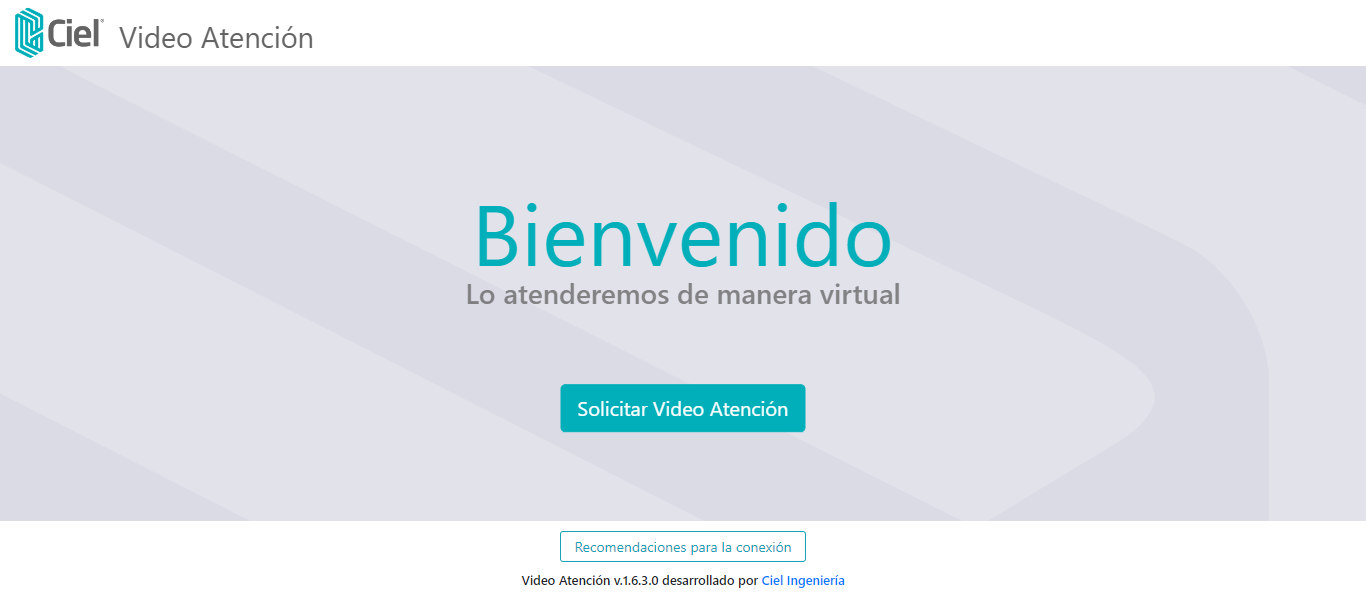 Ciel® Video Atención
Bienvenido
Lo atenderemos de manera virtual
Solicitar Video Atención
Recomendaciones para la conexión
Video Atención v.1.6.3.0 desarrollado por Ciel Ingeniería